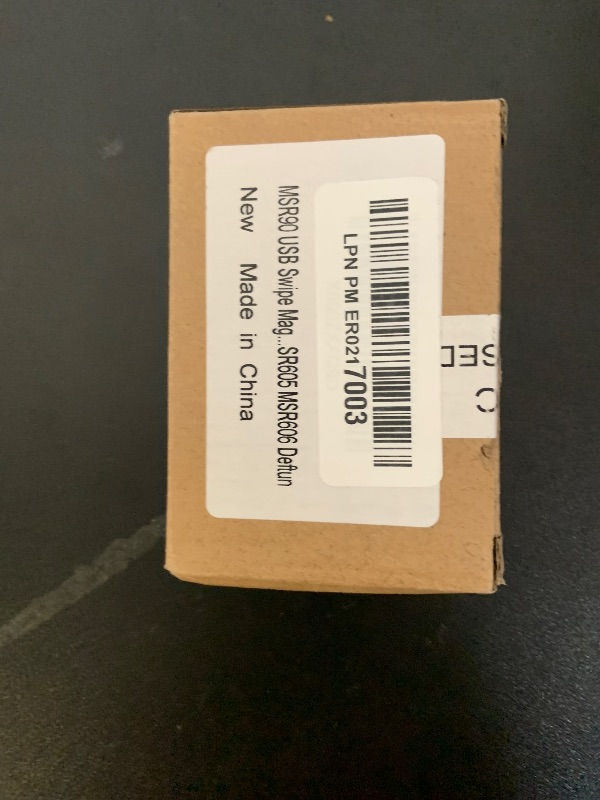 LPN PM ER0217003
MSR90 USB Swipe Mag...SR605 MSR606 Deftun
New Made in China